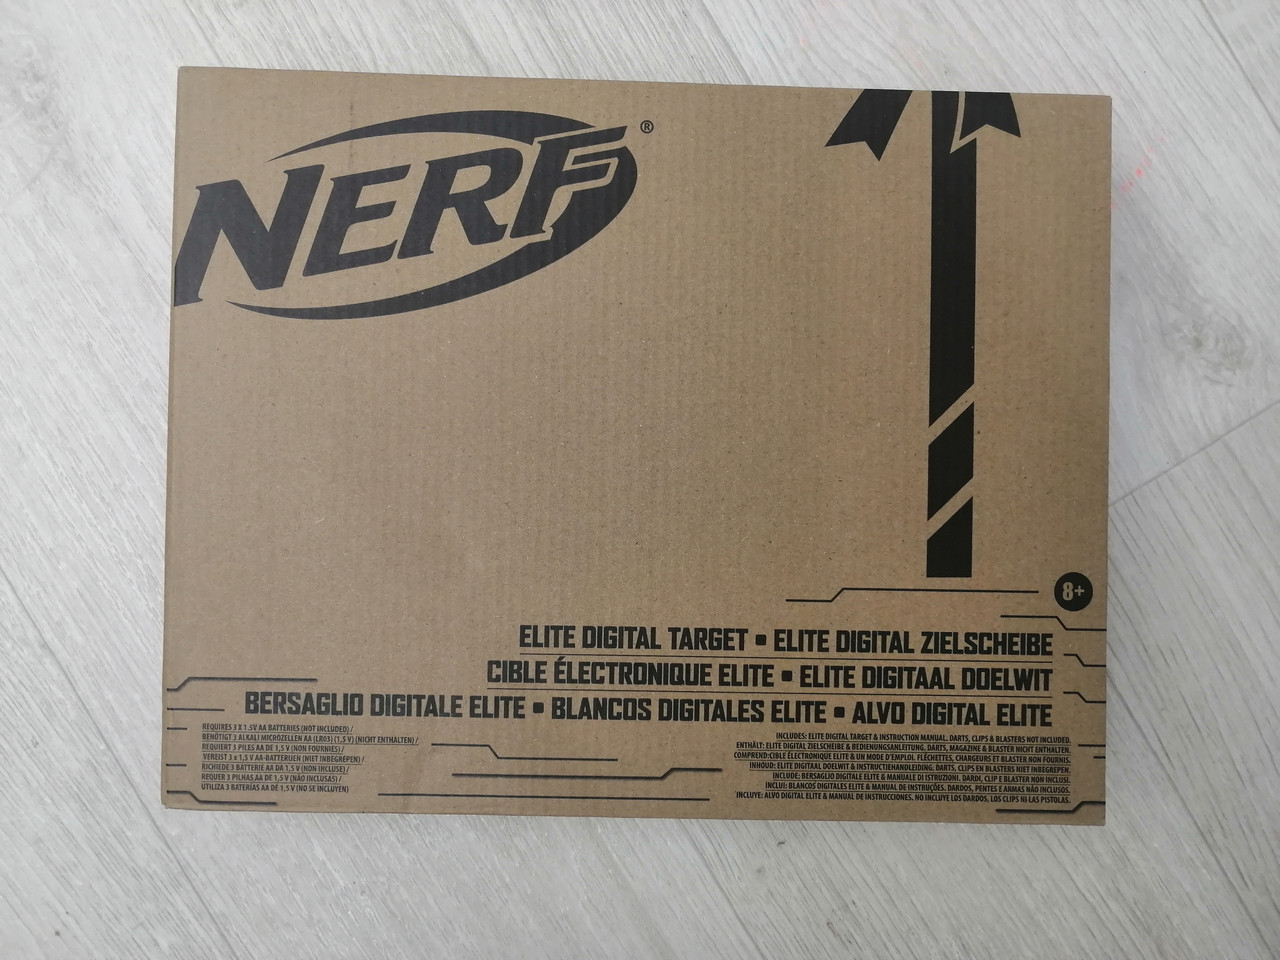 NERF®
8+
ELITE DIGITAL TARGET ▪ ELITE DIGITAL ZIELSCHEIBE
CIBLE ÉLECTRONIQUE ELITE ▪ ELITE DIGITAAL DOELWIT
BERSAGLIO DIGITALE ELITE ▪ BLANCOS DIGITALES ELITE ▪ ALVO DIGITAL ELITE
REQUIRES 3 X 1.5V AA BATTERIES (NOT INCLUDED) /
BENÖTIGT 3 ALKALI MICROZELLEN AA (LR03) (1,5 V) (NICHT ENTHALTEN) /
REQUIERT 3 PILES AA DE 1,5 V (NON FOURNIES) /
VEREIST 3 x 1,5 V AA-BATTERIJEN (NIET INBEGREPEN) /
RICHIEDE 3 BATTERIE AA DA 1,5 V (NON INCLUSE) /
REQUER 3 PILHAS AA DE 1,5 V (NÃO INCLUSAS) /
UTILIZA 3 BATERÍAS AA DE 1,5 V (NO SE INCLUYEN)
INCLUDES: ELITE DIGITAL TARGET & INSTRUCTION MANUAL. DARTS, CLIPS & BLASTERS NOT INCLUDED.
ENTHÄLT: ELITE DIGITAL ZIELSCHEIBE & BEDIENUNGSANLEITUNG. DARTS, MAGAZINE & BLASTER NICHT ENTHALTEN.
COMPREND:CIBLE ÉLECTRONIQUE ELITE & UN MODE D'EMPLOI. FLÉCHETTES, CHARGEURS ET BLASTER NON FOURNIS.
INHOUD: ELITE DIGITAAL DOELWIT & INSTRUCTIEHANDLEIDING. DARTS, CLIPS EN BLASTERS NIET INBEGREPEN.
INCLUDE: BERSAGLIO DIGITALE ELITE & MANUALE DI ISTRUZIONI. DARDI, CLIP E BLASTER NON INCLUSI.
INCLUI: BLANCOS DIGITALES ELITE & MANUAL DE INSTRUÇÕES. DARDOS, PENTES E ARMAS NÃO INCLUSOS.
INCLUYE: ALVO DIGITAL ELITE & MANUAL DE INSTRUCCIONES. NO INCLUYE LOS DARDOS, LOS CLIPS NI LAS PISTOLAS.